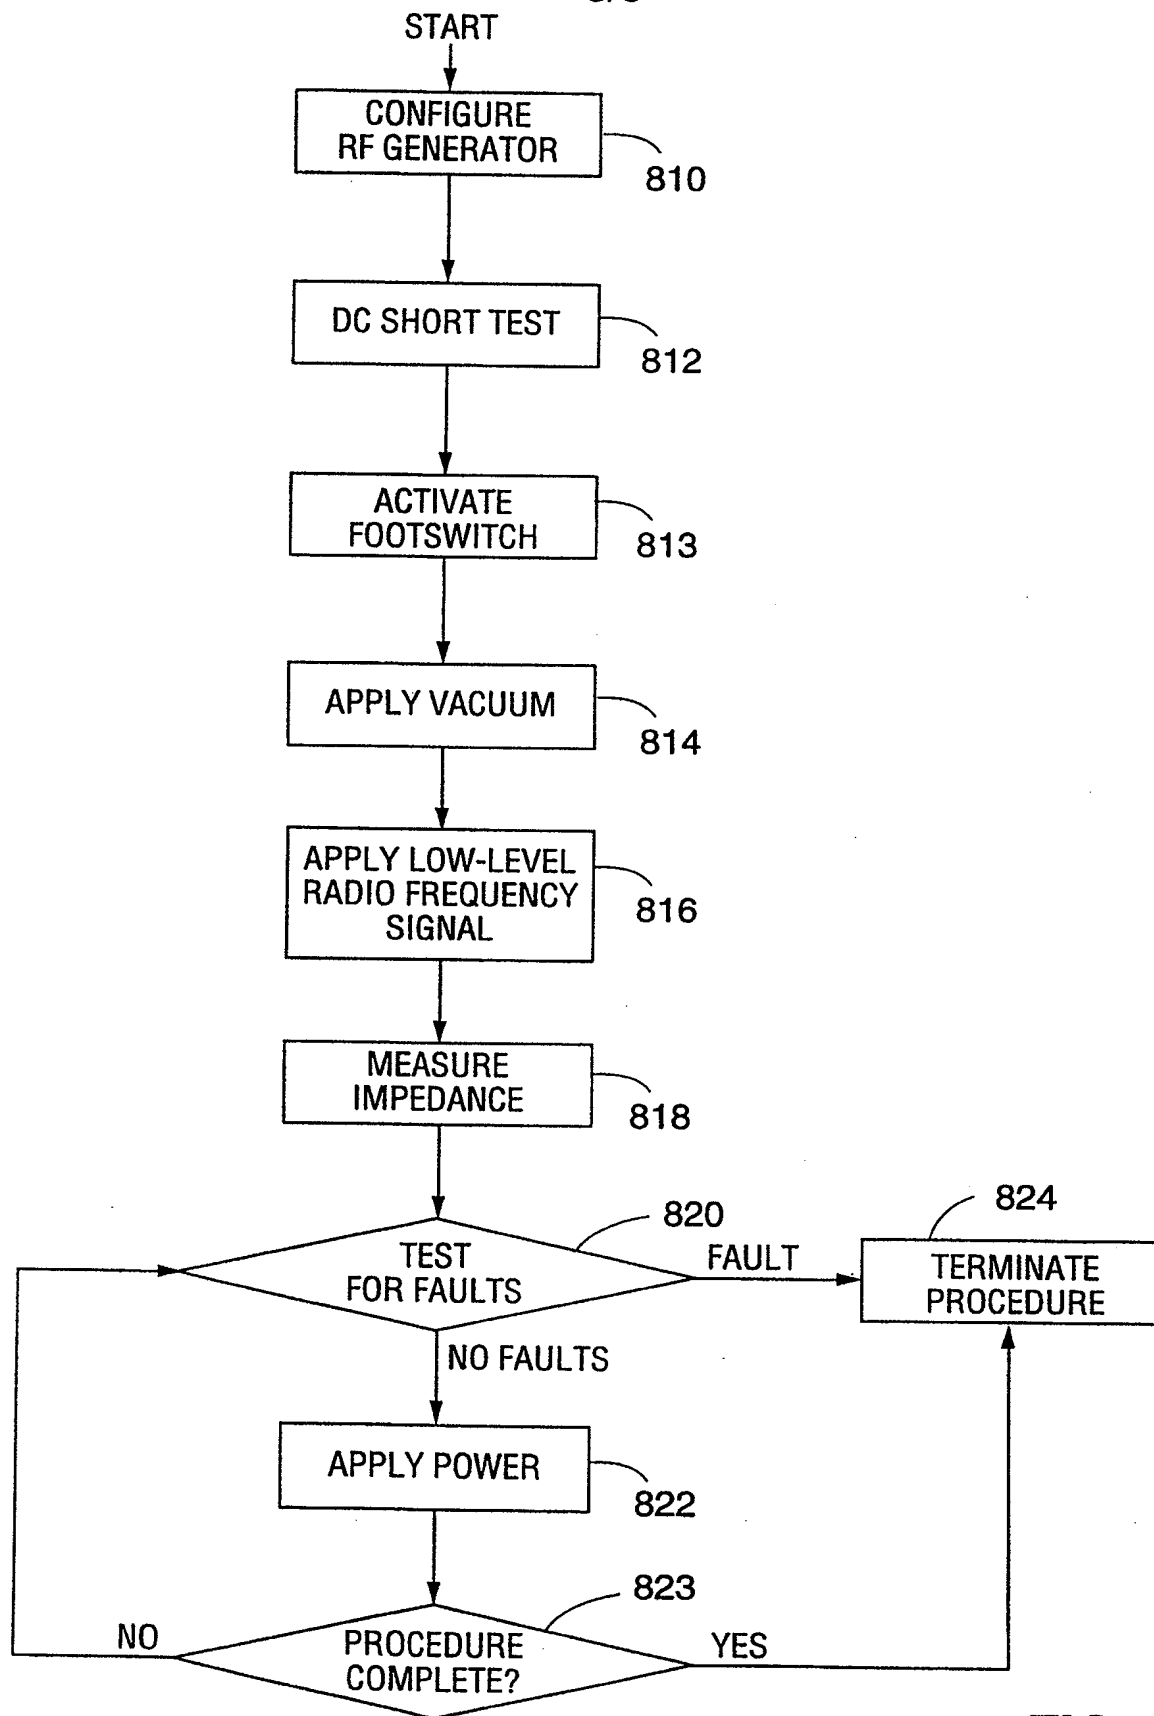 START
CONFIGURE
RF GENERATOR
810
DC SHORT TEST
812
ACTIVATE
FOOTSWITCH
813
APPLY VACUUM
814
APPLY LOW-LEVEL
RADIO FREQUENCY
SIGNAL
816
MEASURE
IMPEDANCE
818
820
824
TEST
FOR FAULTS
FAULT
TERMINATE
PROCEDURE
NO FAULTS
APPLY POWER
822
823
NO
PROCEDURE
COMPLETE?
YES